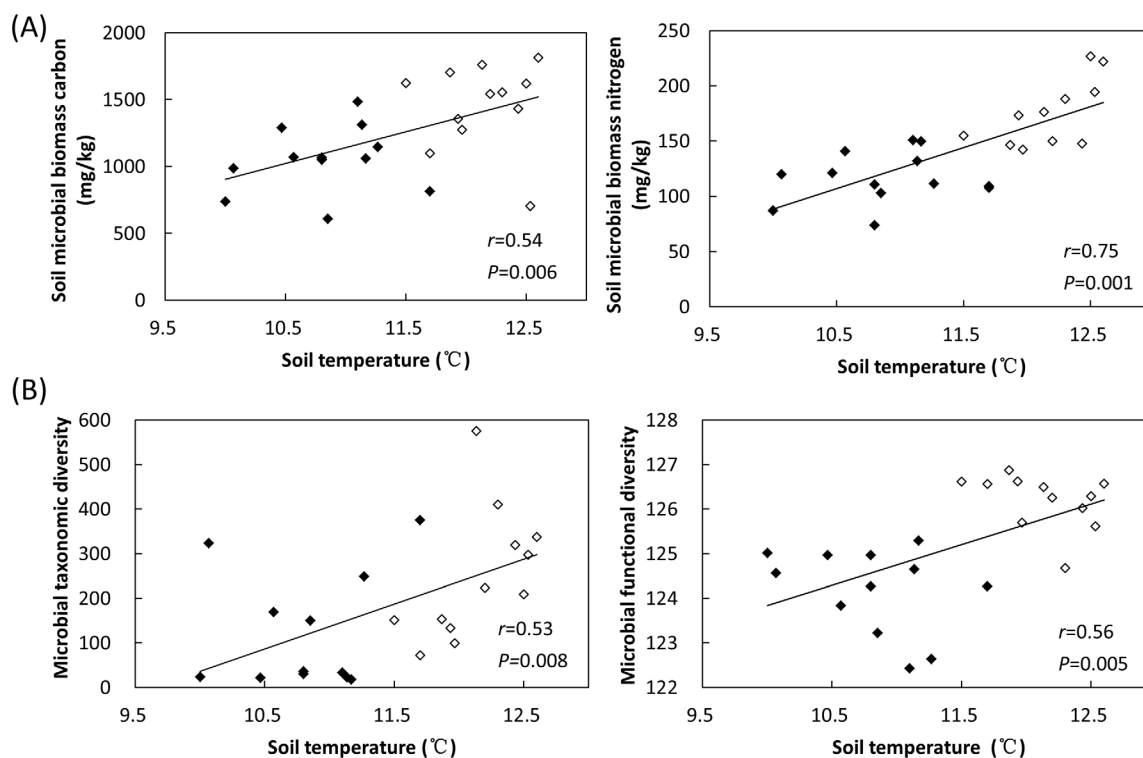 (A)
Soil microbial biomass carbon
(mg/kg)
2000
1500
1000
500
0
9.5 10.5 11.5 12.5
Soil temperature (℃)
r=0.54
P=0.006
Soil microbial biomass nitrogen
(mg/kg)
250
200
150
100
50
0
9.5 10.5 11.5 12.5
Soil temperature (℃)
r=0.75
P=0.001
(B)
Microbial taxonomic diversity
600
500
400
300
200
100
0
9.5 10.5 11.5 12.5
Soil temperature (℃)
r=0.53
P=0.008
Microbial functional diversity
128
127
126
125
124
123
122
9.5 10.5 11.5 12.5
Soil temperature (℃)
r=0.56
P=0.005